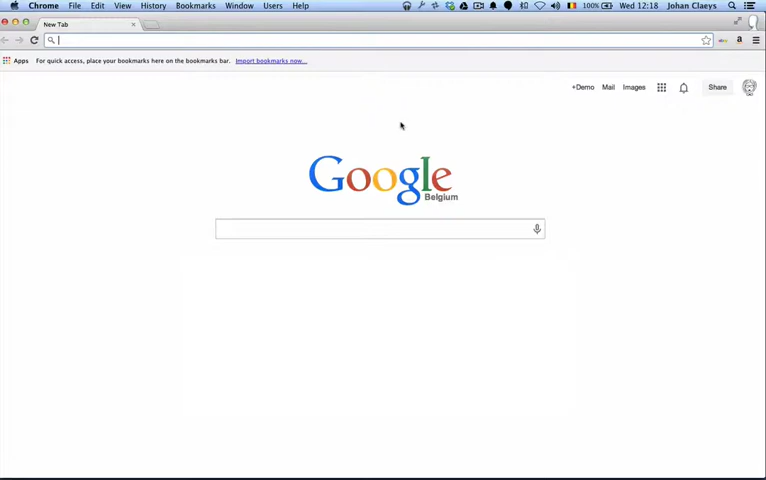 Chrome File Edit View History Bookmarks Window Users Help 100% Wed 12:18 Johan Claeys
New Tab
Apps For quick access, place your bookmarks here on the bookmarks bar. Import bookmarks now...
+Demo Mail Images Share
Google
Belgium